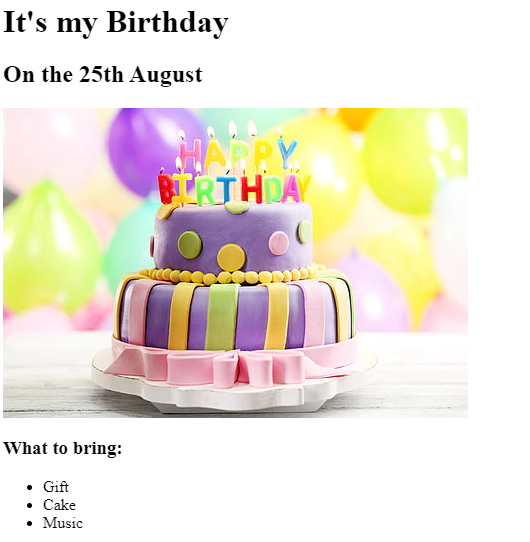 It's my Birthday
On the 25th August
HAPPY
BIRTHDAY
What to bring:
Gift
Cake
Music